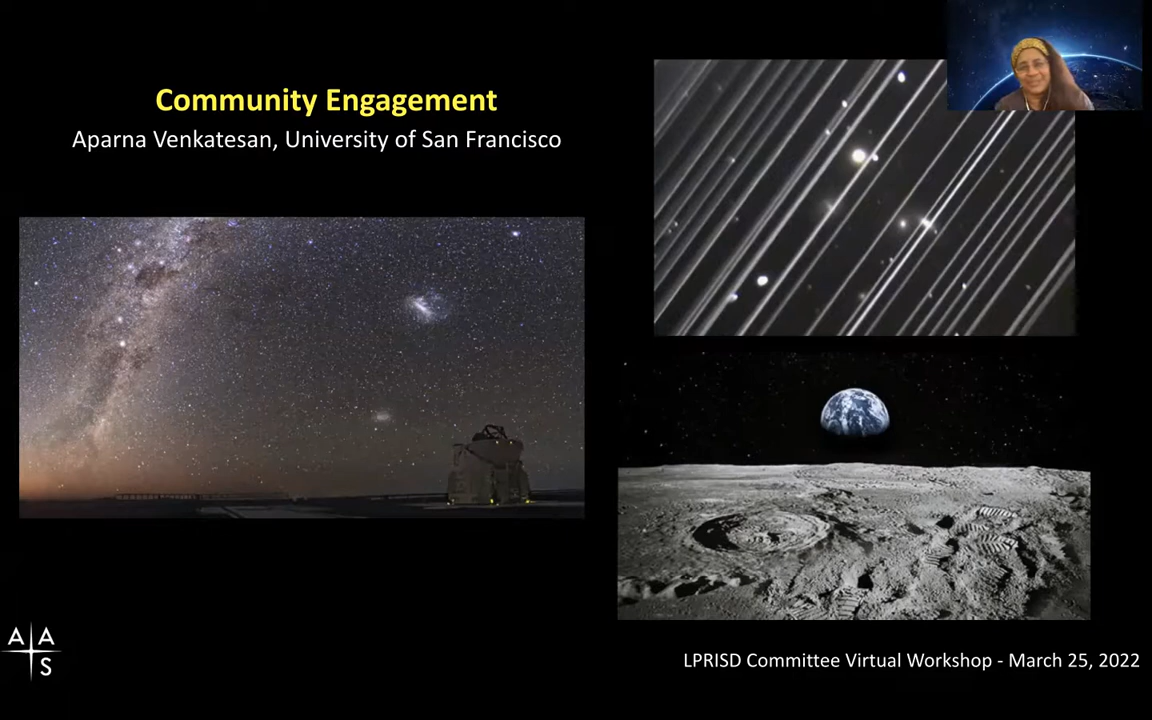 Community Engagement
Aparna Venkatesan, University of San Francisco
A A
S
LPRISD Committee Virtual Workshop - March 25, 2022